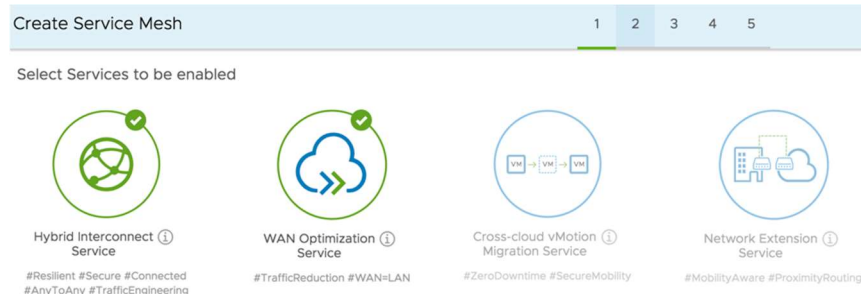 Create Service Mesh
1 2 3 4 5
Select Services to be enabled
VM VM VM
Hybrid Interconnect
Service
#Resilient #Secure #Connected
#AnyToAny #TrafficEngineering
WAN Optimization
Service
#TrafficReduction #WAN=LAN
Cross-cloud vMotion
Migration Service
#ZeroDowntime #SecureMobility
Network Extension
Service
#MobilityAware #ProximityRouting